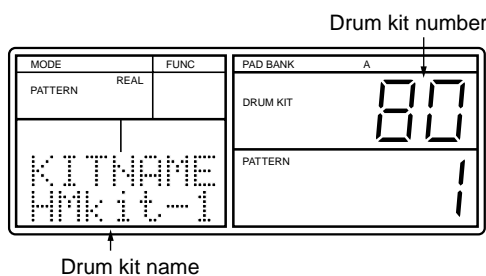 Drum kit number
MODE FUNC PAD BANK A
PATTERN REAL
DRUM KIT 80
KITNAME
HMkit-1
PATTERN 1
Drum kit name